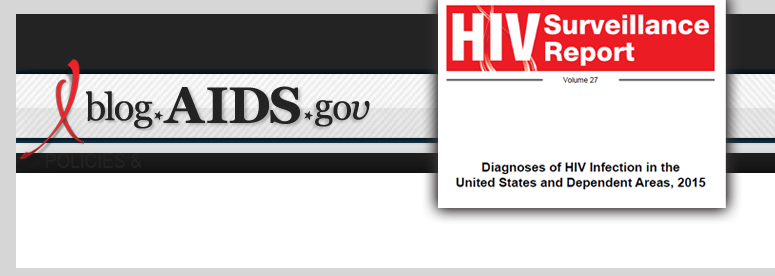 HIV Surveillance
Report
Volume 27
blog.AIDS.gov
POLICIES &
Diagnoses of HIV Infection in the
United States and Dependent Areas, 2015